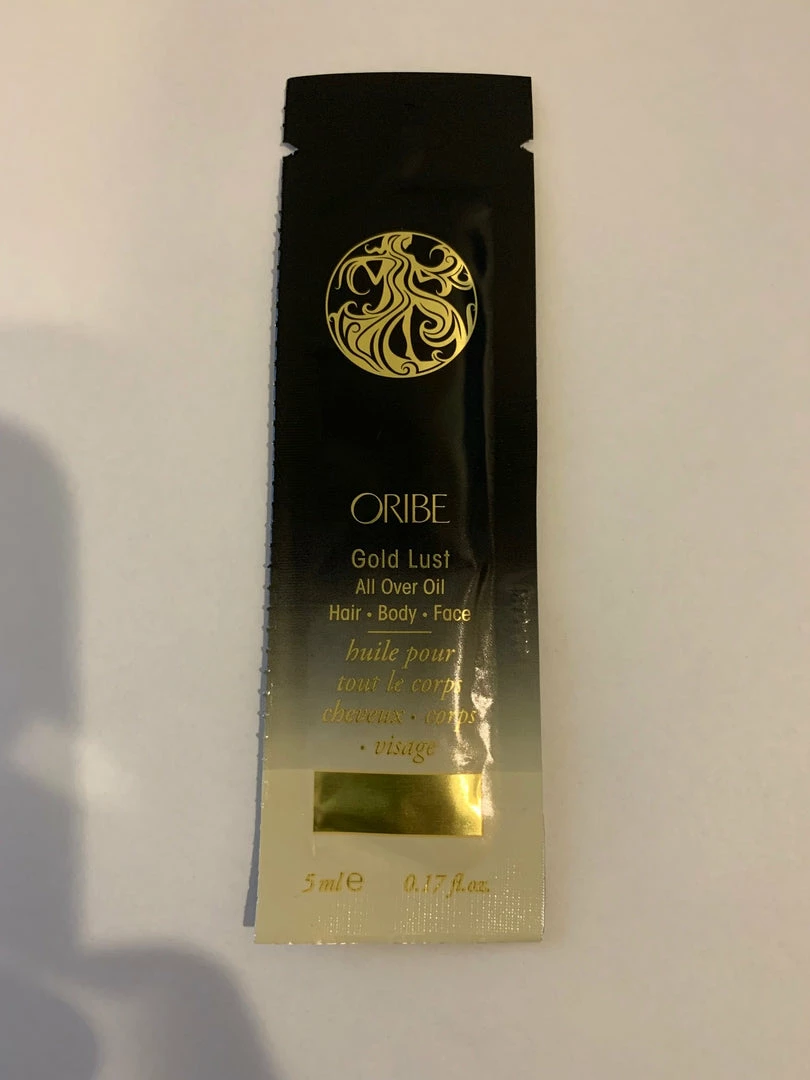 ORIBE
Gold Lust
All Over Oil
Hair • Body • Face
huile pour
tout le corps
cheveux • corps
• visage
5 ml ℮ 0.17 fl.oz.